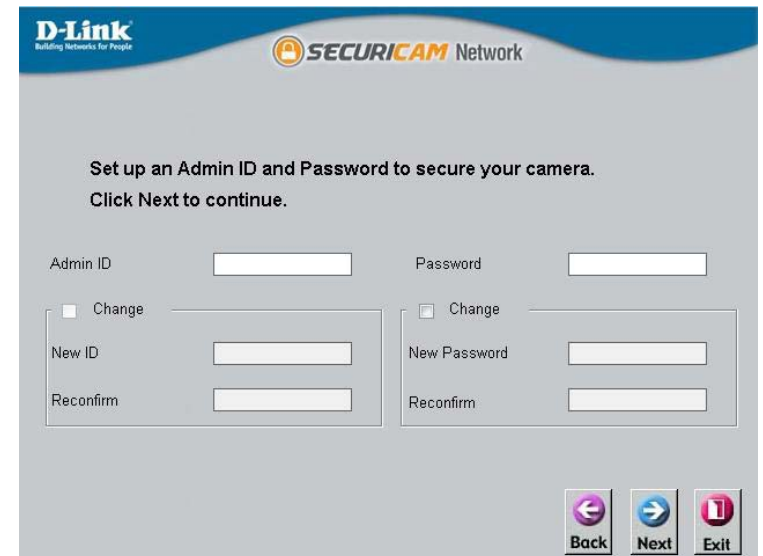 D-Link
Building Networks for People
SECURICAM Network
Set up an Admin ID and Password to secure your camera.
Click Next to continue.
Admin ID
Password
Change
Change
New ID
New Password
Reconfirm
Reconfirm
Back
Next
Exit